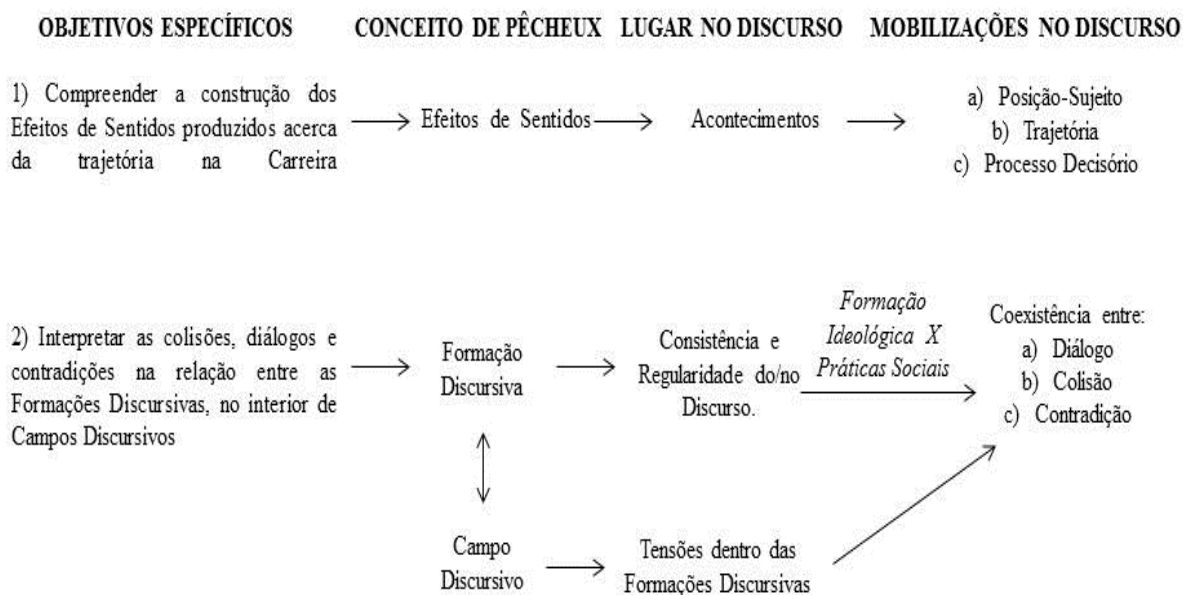 OBJETIVOS ESPECÍFICOS CONCEITO DE PÊCHEUX LUGAR NO DISCURSO MOBILIZAÇÕES NO DISCURSO
1) Compreender a construção dos
Efeitos de Sentidos produzidos acerca
da trajetória na Carreira
Efeitos de Sentidos
Acontecimentos
a) Posição-Sujeito
b) Trajetória
c) Processo Decisório
2) Interpretar as colisões, diálogos e
contradições na relação entre as
Formações Discursivas, no interior de
Campos Discursivos
Formação
Discursiva
Consistência e
Regularidade do/no
Discurso.
Formação
Ideológica X
Práticas Sociais
Coexistência entre:
a) Diálogo
b) Colisão
c) Contradição
Campo
Discursivo
Tensões dentro das
Formações Discursivas